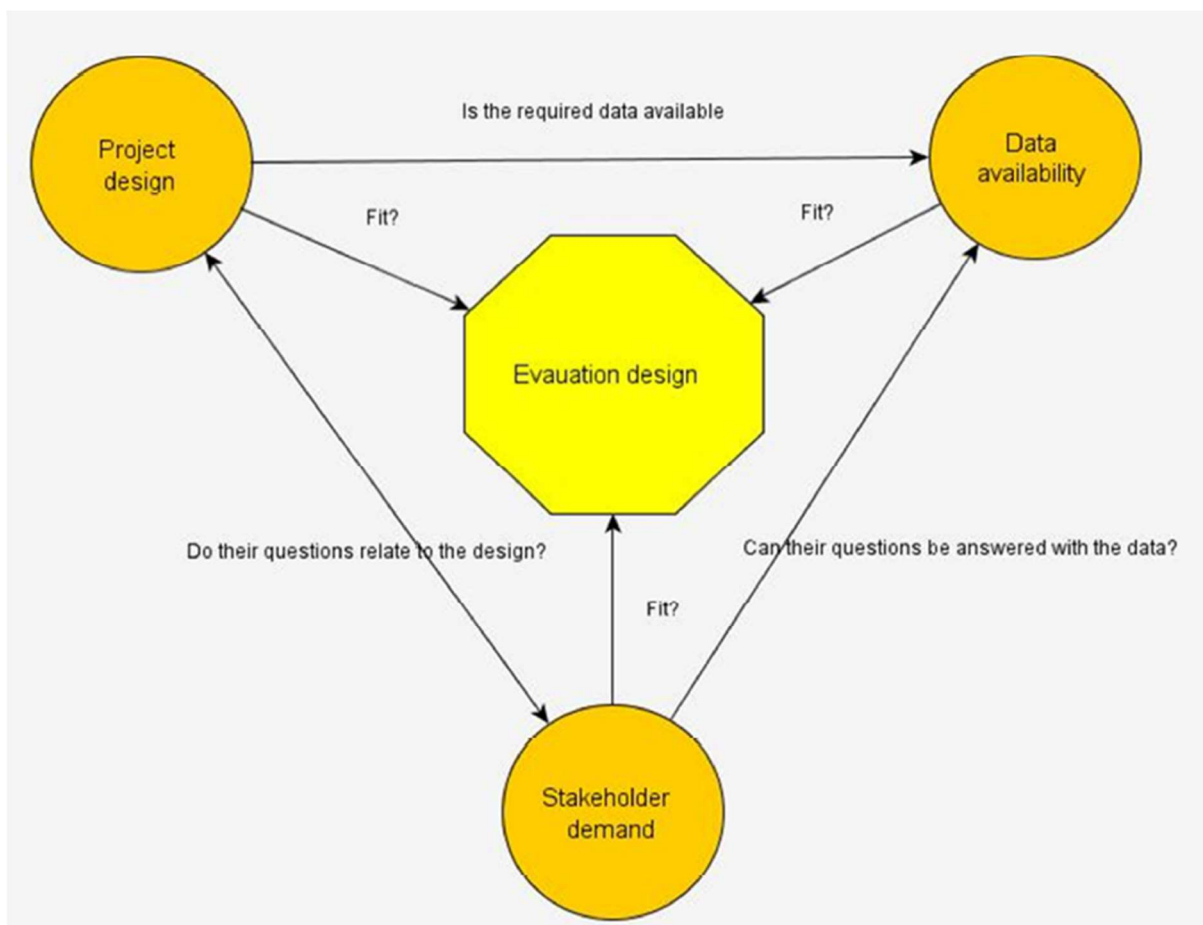 Is the required data available
Project
design
Data
availability
Fit?
Fit?
Evauation design
Do their questions relate to the design?
Can their questions be answered with the data?
Fit?
Stakeholder
demand